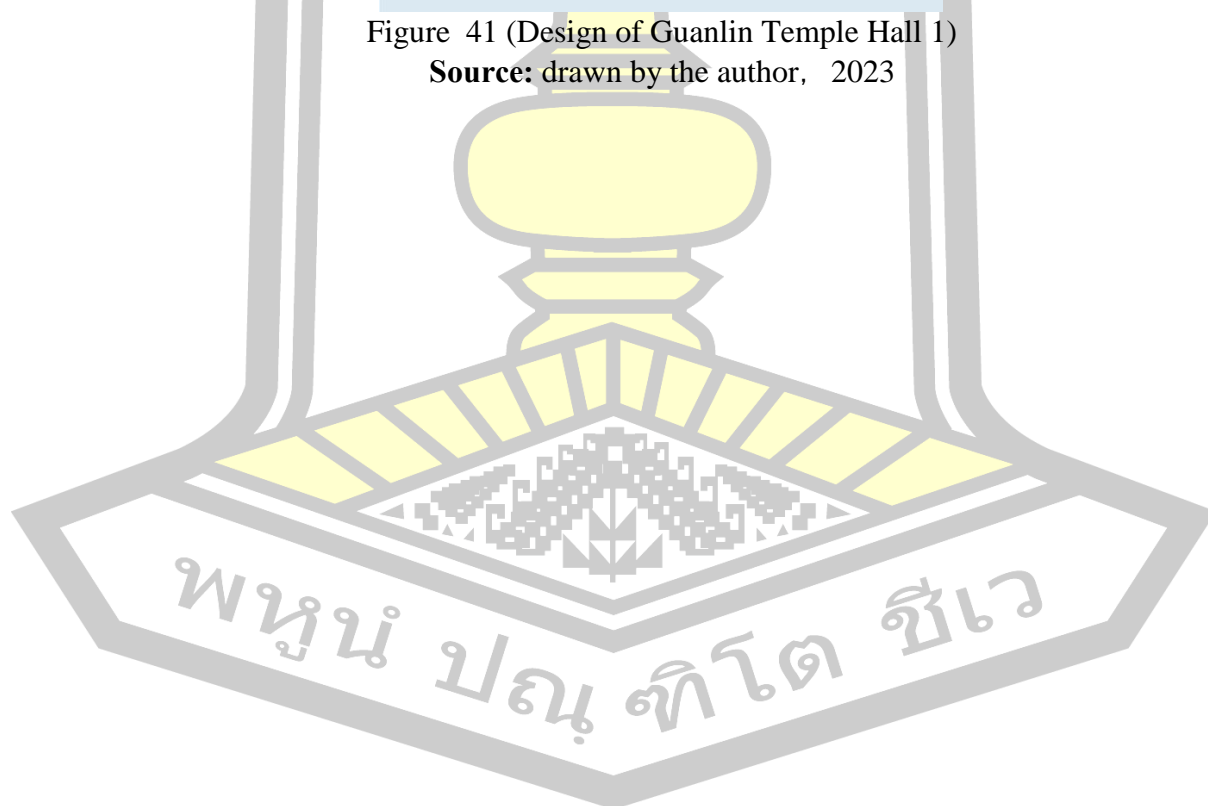 Figure  41 (Design of Guanlin Temple Hall 1)
Source: drawn by the author， 2023
พหูนํ ปณฺฑิโต ชีเว